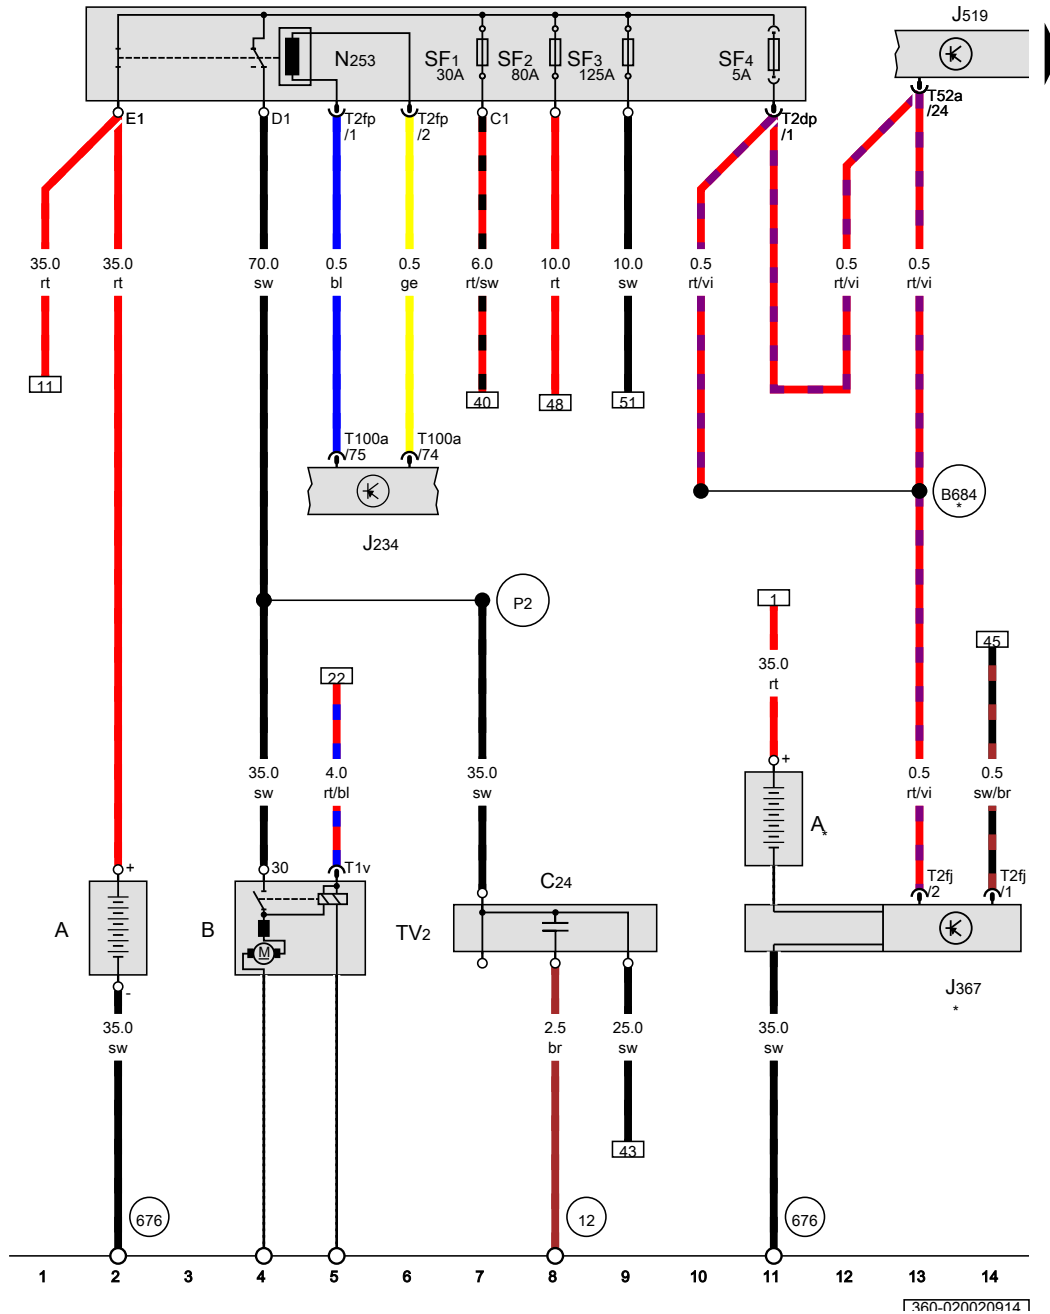 J519
N253
SF1
30A
SF2
80A
SF3
125A
SF4
5A
E1
D1
T2fp
/1
T2fp
/2
C1
T2dp
/1
T52a
/24
35.0
rt
35.0
rt
70.0
sw
0.5
bl
0.5
ge
6.0
rt/sw
10.0
rt
10.0
sw
0.5
rt/vi
0.5
rt/vi
0.5
rt/vi
11
40
48
51
T100a
/75
T100a
/74
J234
B684
*
P2
1
45
22
35.0
rt
35.0
sw
4.0
rt/bl
35.0
sw
0.5
rt/vi
0.5
sw/br
+
A*
+
30
T1v
T2fj
/2
T2fj
/1
C24
A
B
M
TV2
J367
*
-
35.0
sw
2.5
br
25.0
sw
35.0
sw
43
676
12
676
1 2 3 4 5 6 7 8 9 10 11 12 13 14
360-020020914